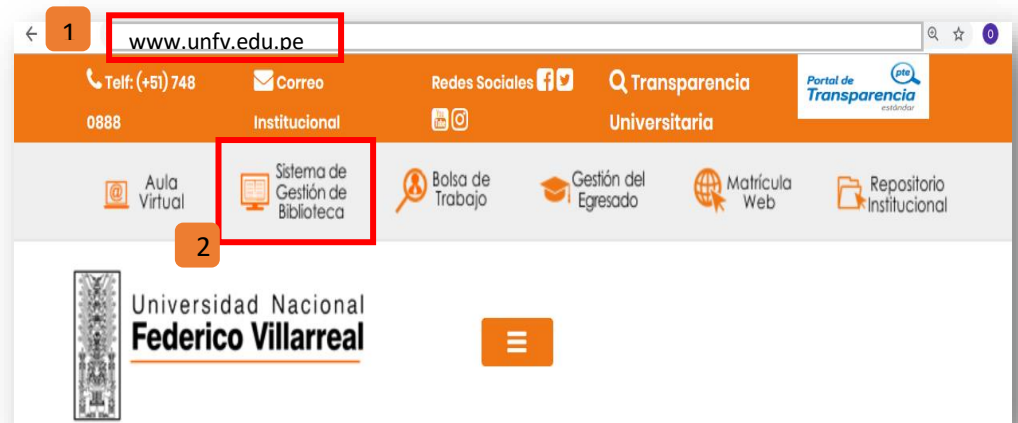 1
www.unfv.edu.pe
Telf: (+51) 748
0888
Correo
Institucional
Redes Sociales
Transparencia
Universitaria
Portal de
Transparencia
estándar
pte
Aula
Virtual
Sistema de
Gestión de
Biblioteca
Bolsa de
Trabajo
Gestión del
Egresado
Matrícula
Web
Repositorio
Institucional
2
Universidad Nacional
Federico Villarreal